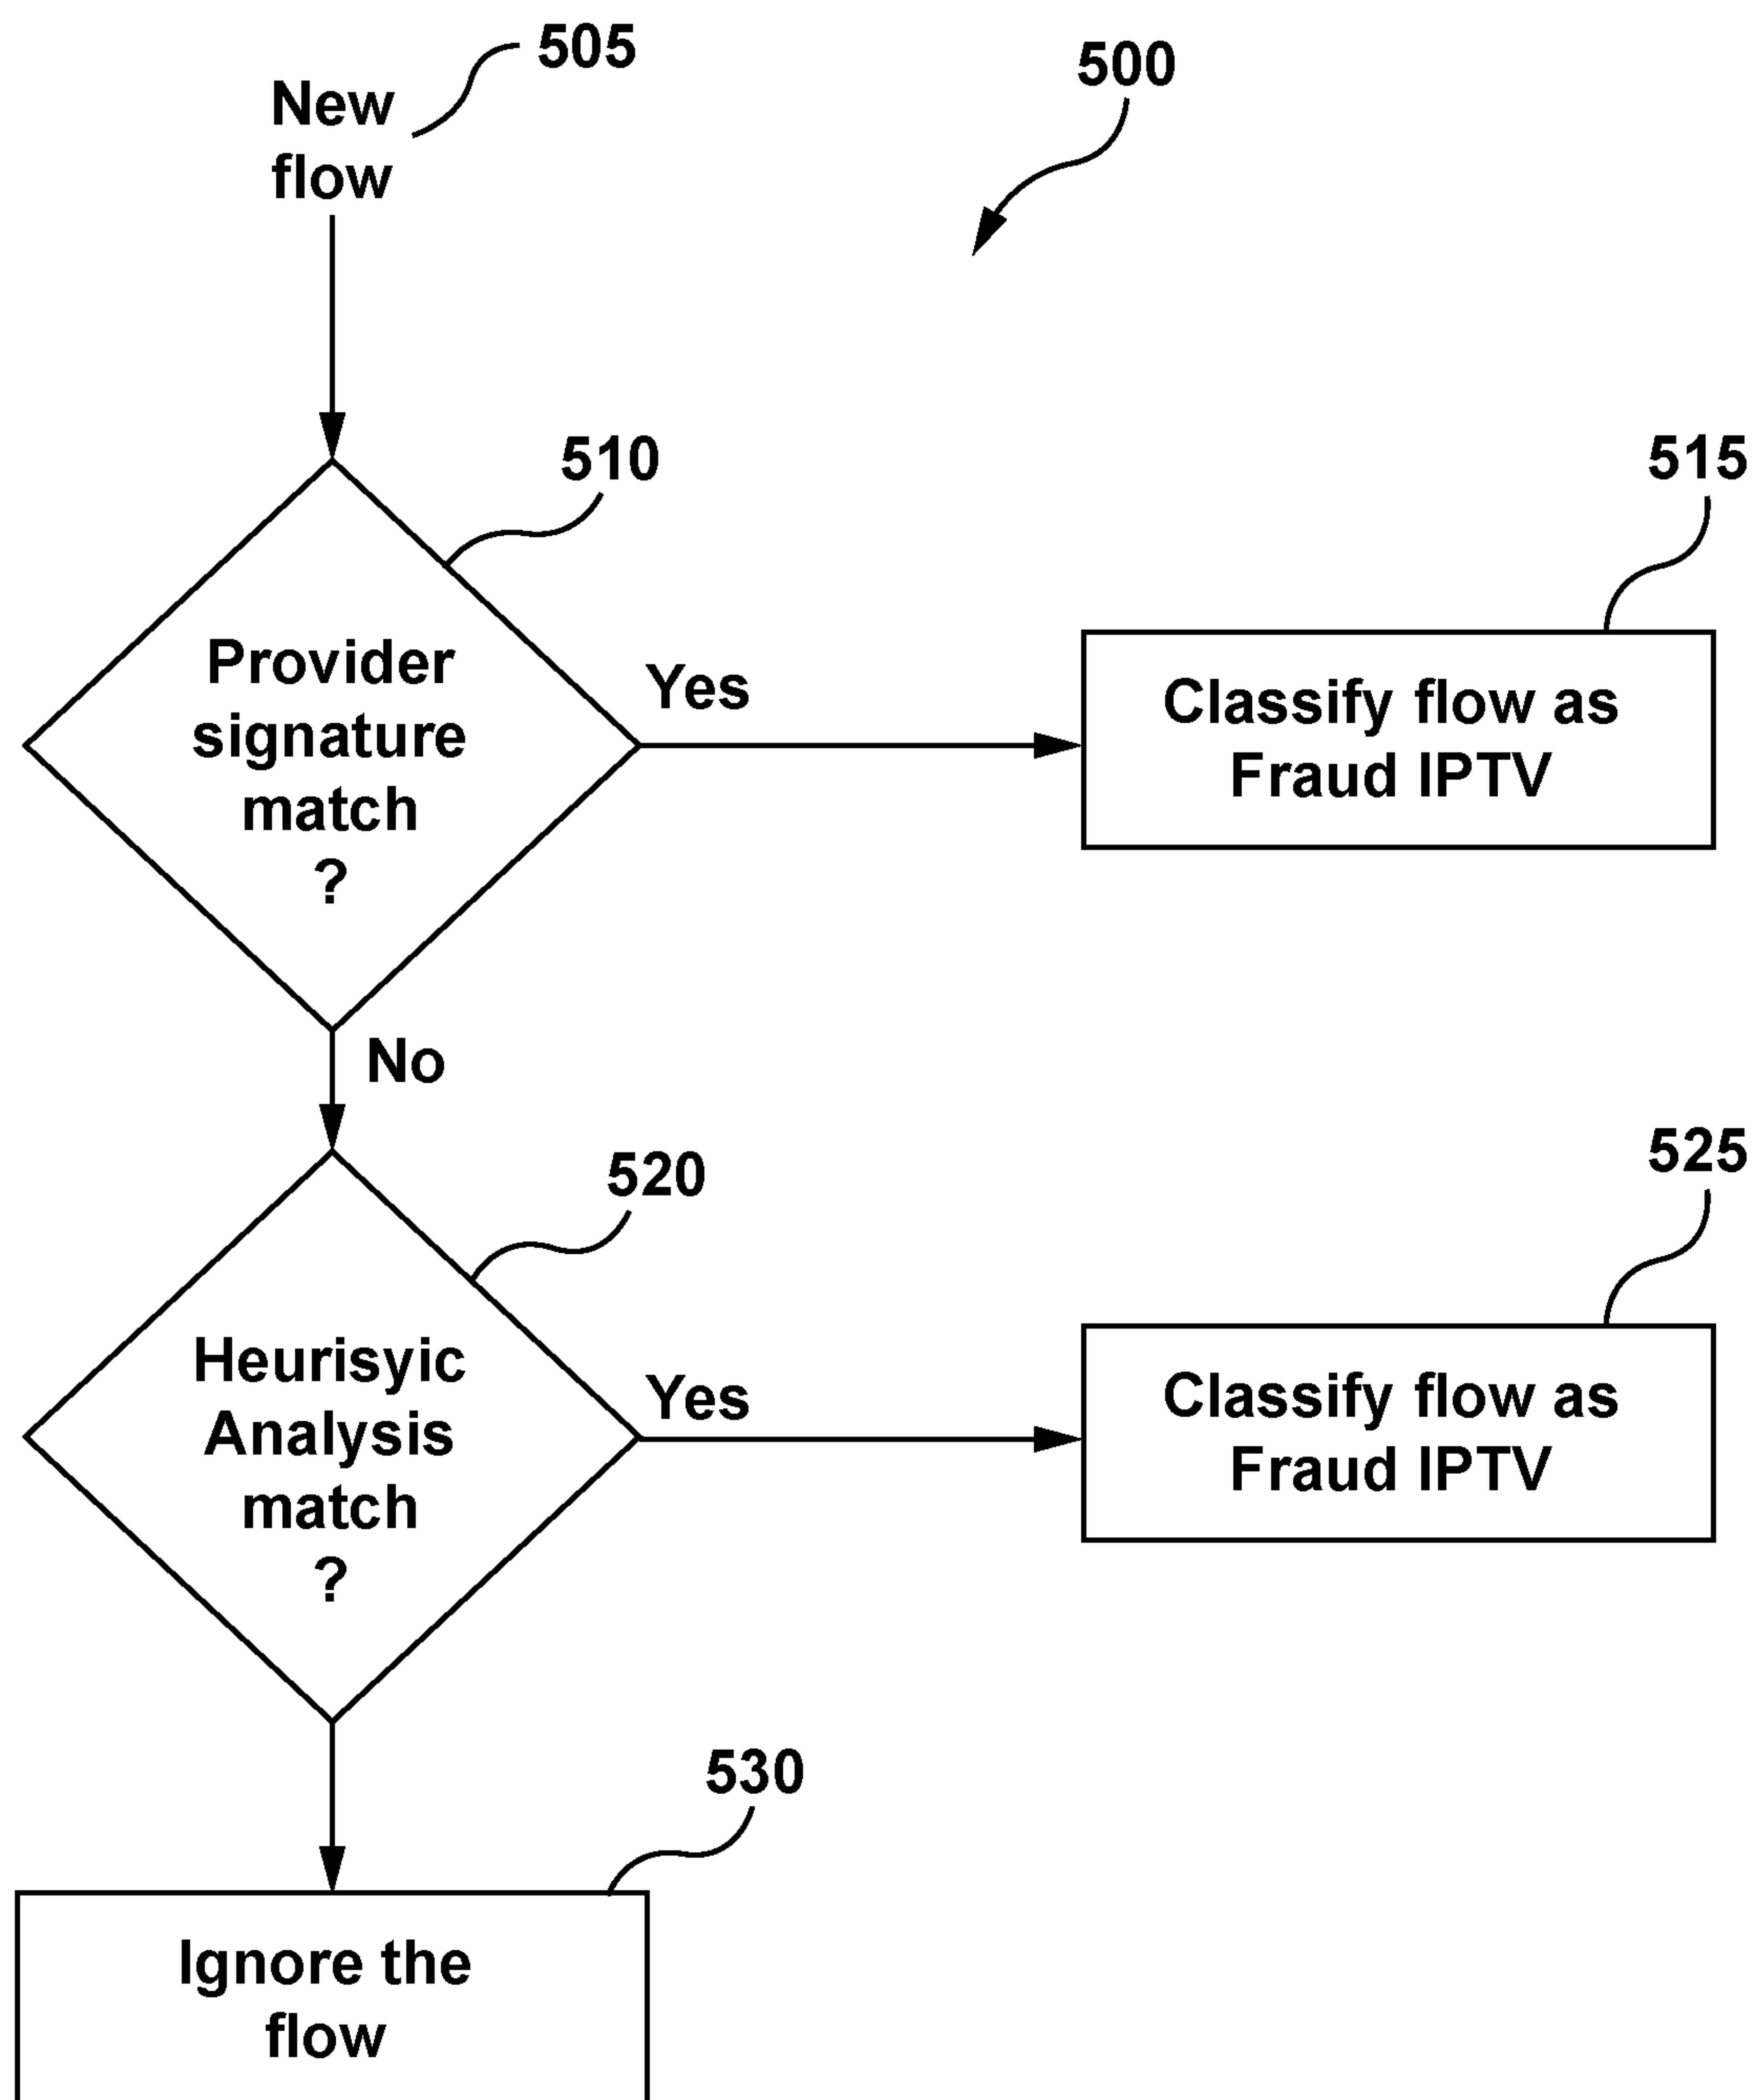 505
500
New
flow
510
515
Provider
signature
match
?
Yes
Classify flow as
Fraud IPTV
No
520
525
Heurisyic
Analysis
match
?
Yes
Classify flow as
Fraud IPTV
530
Ignore the
flow